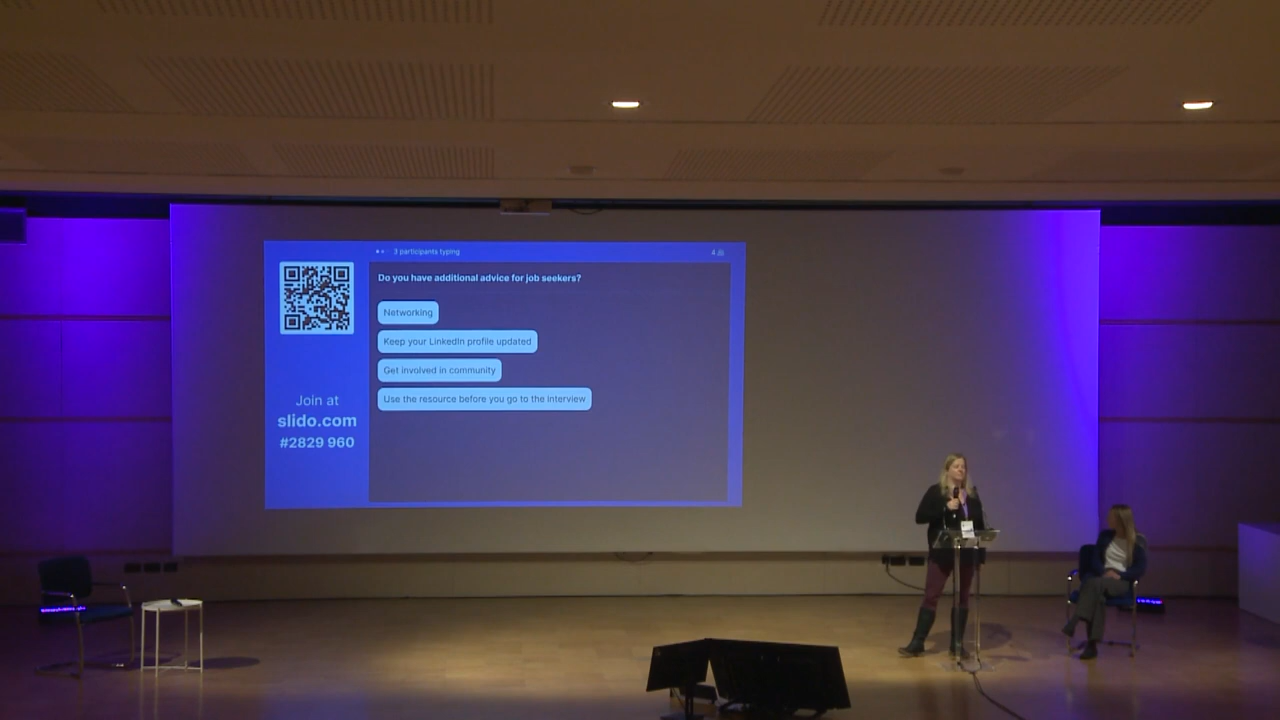 3 participants typing
Do you have additional advice for job seekers?
Networking
Keep your LinkedIn profile updated
Get involved in community
Use the resource before you go to the Interview
Join at
slido.com
#2829 960